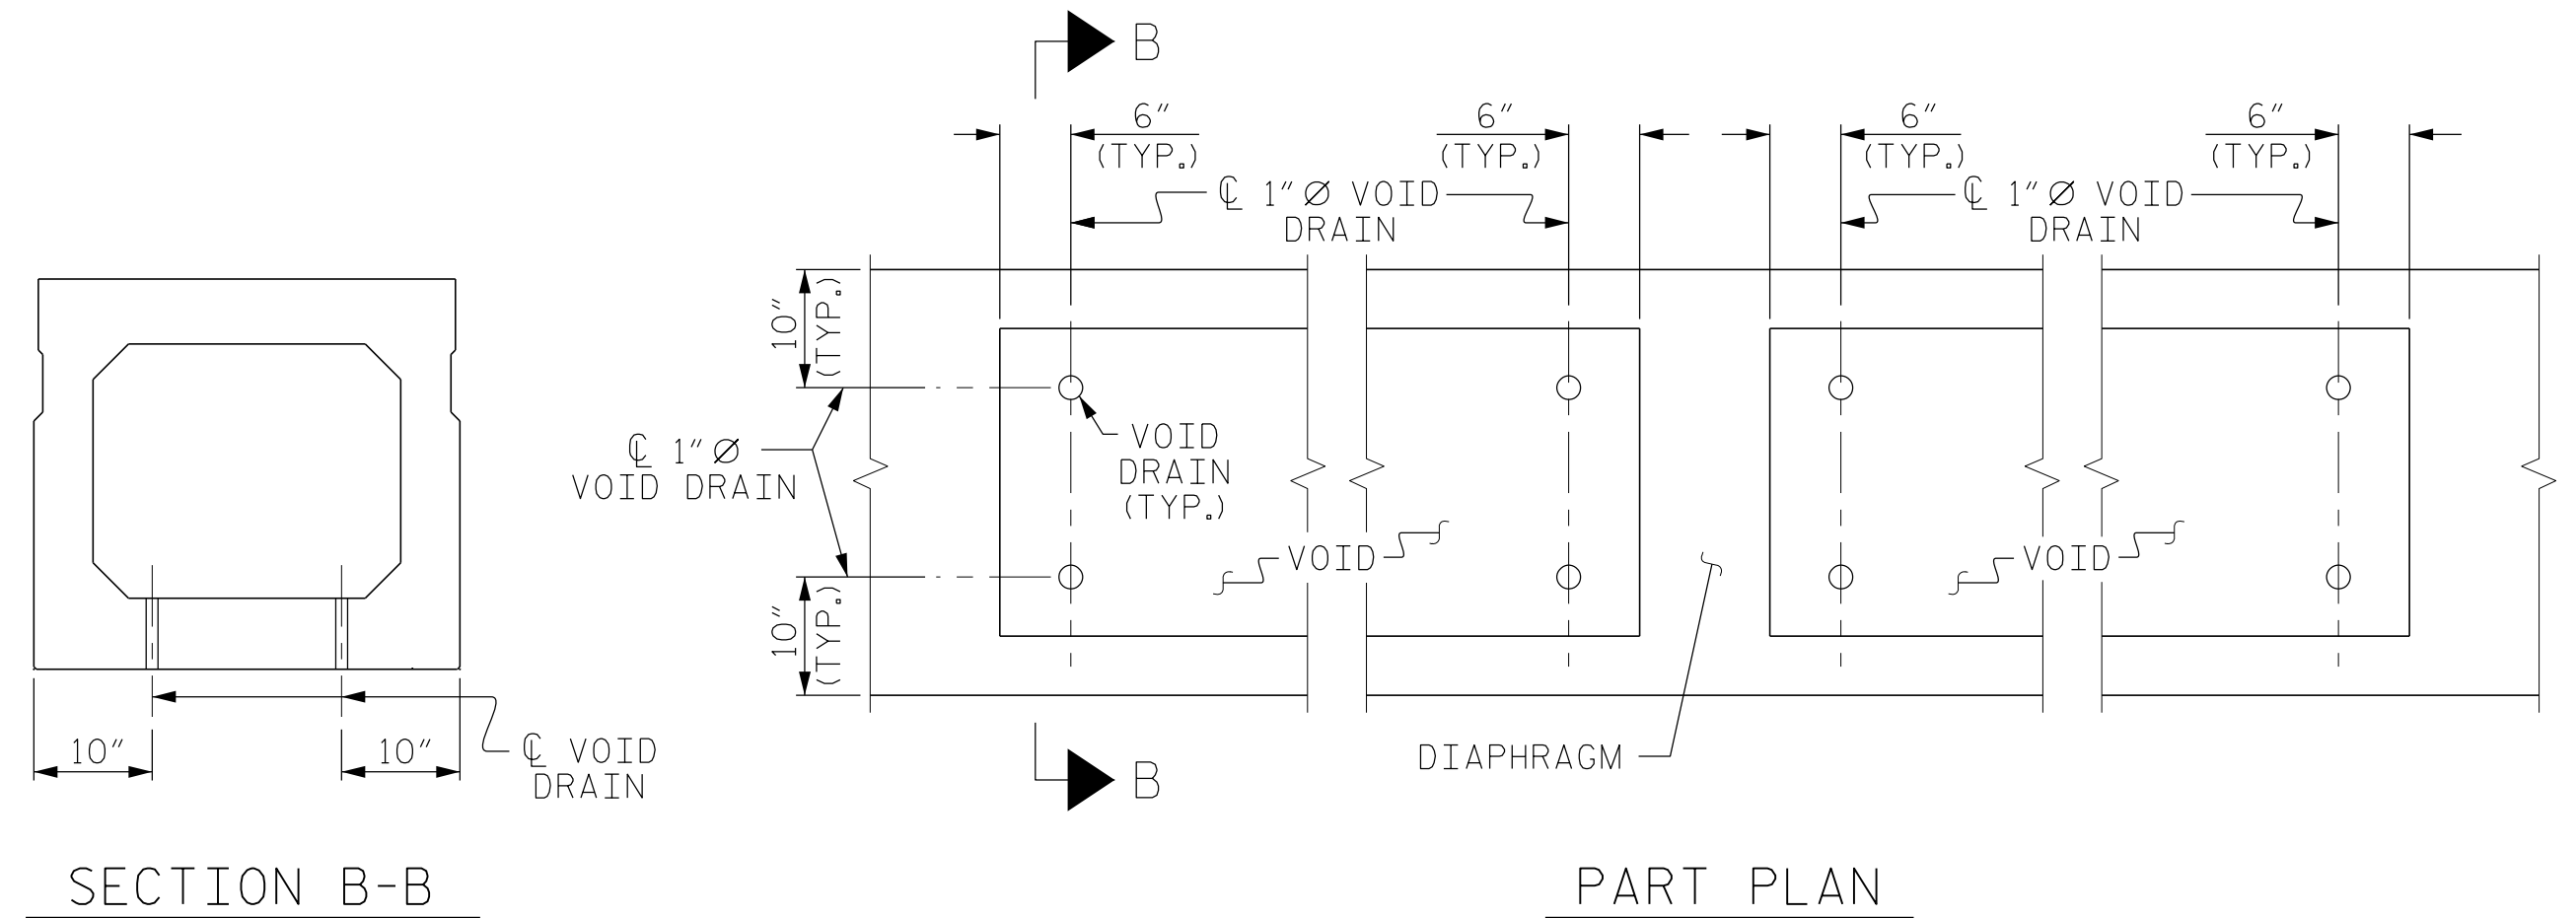 B
6" 6" 6" 6"
(TYP.) (TYP.) (TYP.) (TYP.)
℄ 1"Ø VOID
DRAIN
℄ 1"Ø VOID
DRAIN
10"
(TYP.)
℄ 1"Ø
VOID DRAIN
VOID
DRAIN
(TYP.)
VOID
VOID
10"
(TYP.)
DIAPHRAGM
B
10"
10"
℄ VOID
DRAIN
SECTION B-B
PART PLAN